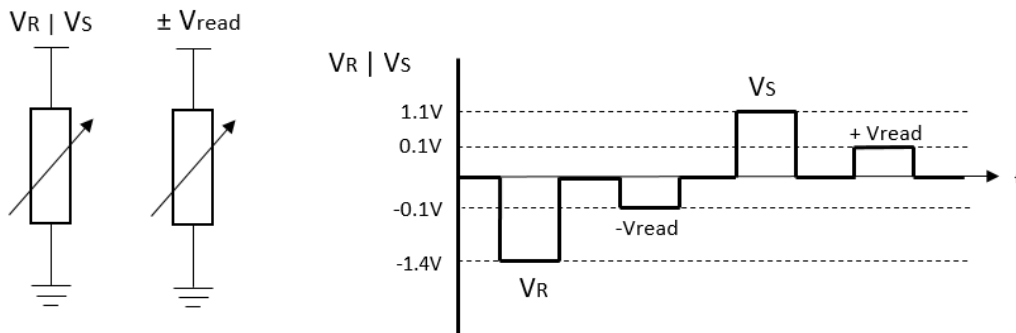 VR | VS
± Vread
VR | VS
1.1V
VS
0.1V
+ Vread
-0.1V
-Vread
-1.4V
VR